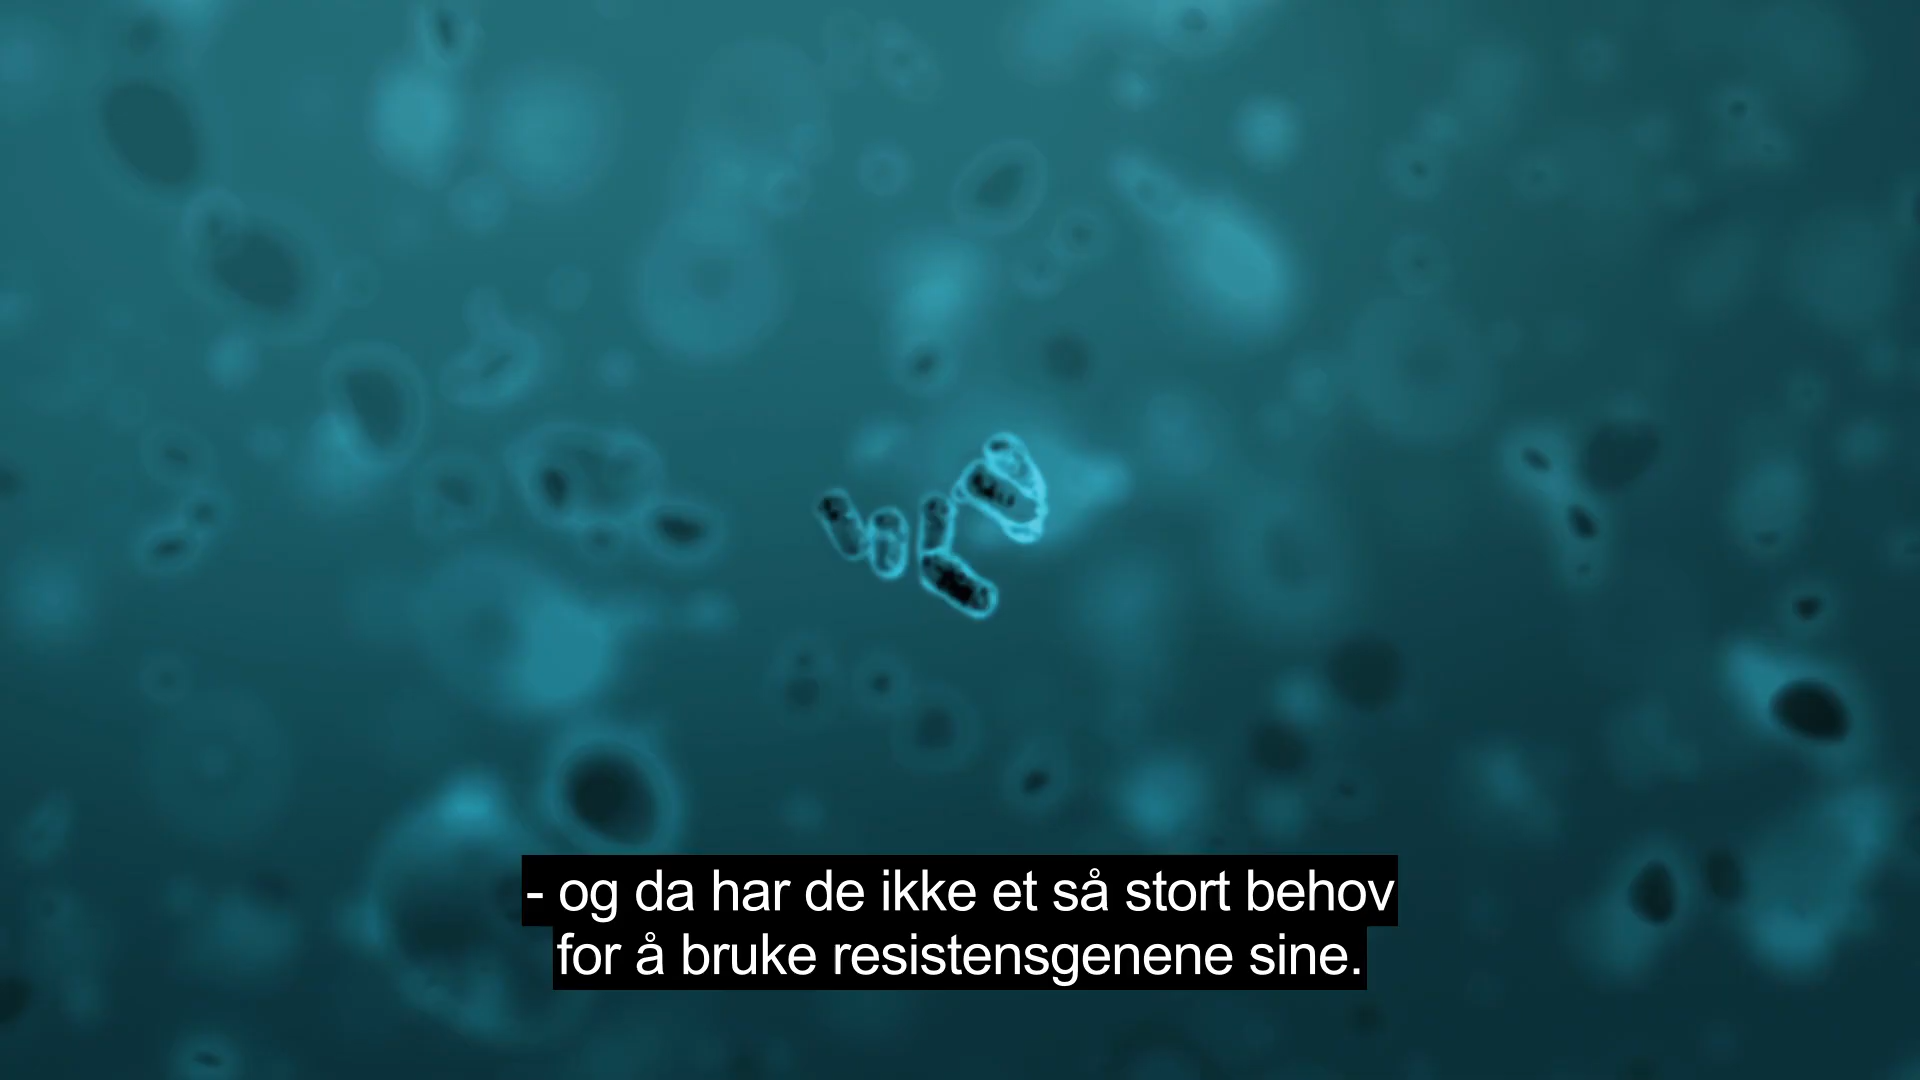 - og da har de ikke et så stort behov
for å bruke resistensgenene sine.